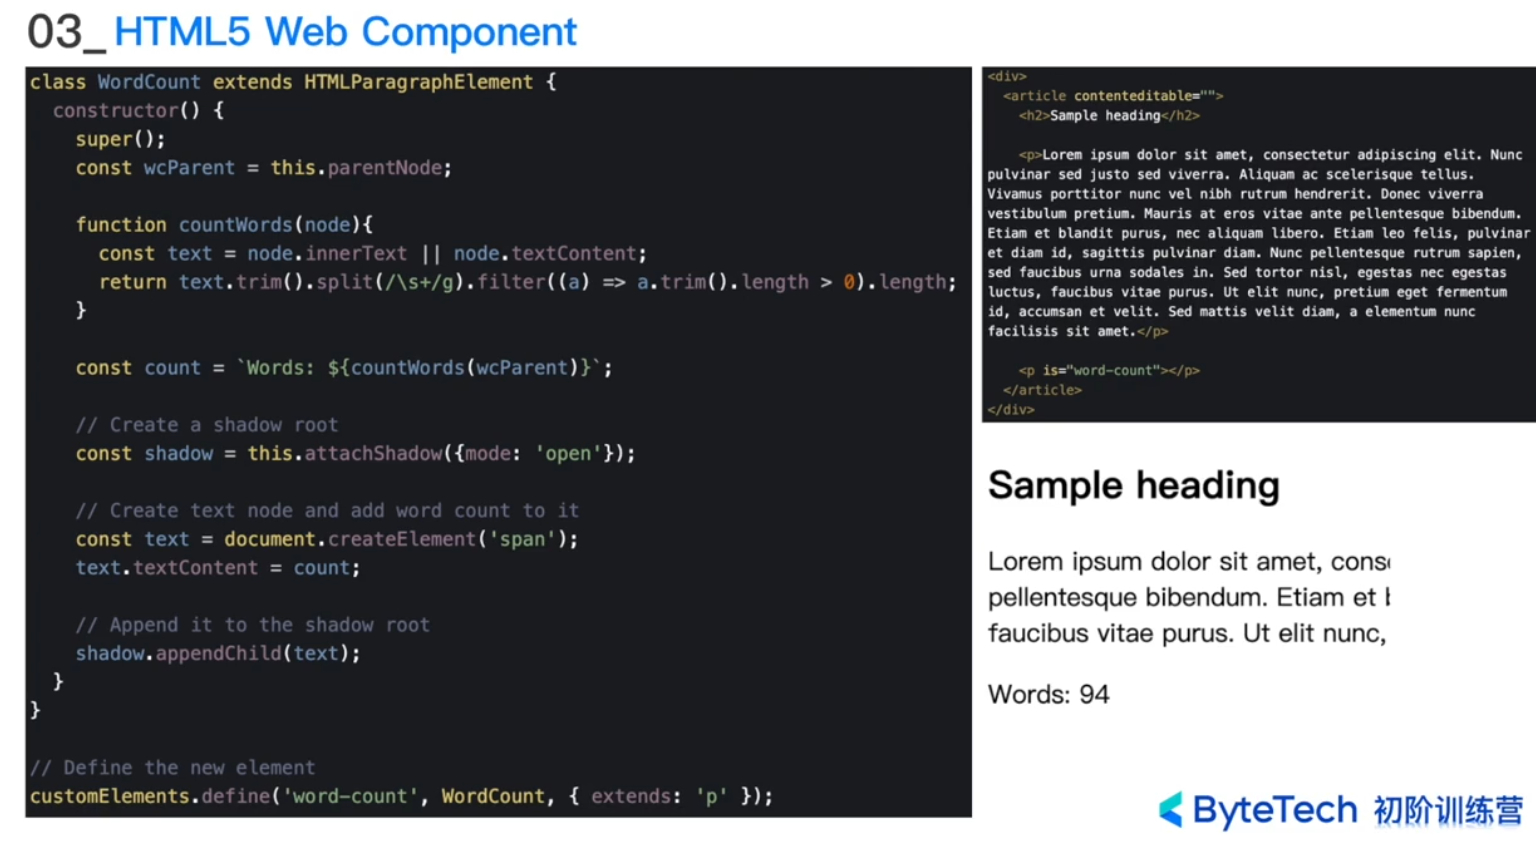 03_ HTML5 Web Component
class WordCount extends HTMLParagraphElement {
  constructor() {
    super();
    const wcParent = this.parentNode;

    function countWords(node){
      const text = node.innerText || node.textContent;
      return text.trim().split(/\s+/g).filter((a) => a.trim().length > 0).length;
    }

    const count = `Words: ${countWords(wcParent)}`;

    // Create a shadow root
    const shadow = this.attachShadow({mode: 'open'});

    // Create text node and add word count to it
    const text = document.createElement('span');
    text.textContent = count;

    // Append it to the shadow root
    shadow.appendChild(text);
  }
}

// Define the new element
customElements.define('word-count', WordCount, { extends: 'p' });
<div>
  <article contenteditable="">
    <h2>Sample heading</h2>

    <p>Lorem ipsum dolor sit amet, consectetur adipiscing elit. Nunc
pulvinar sed justo sed viverra. Aliquam ac scelerisque tellus.
Vivamus porttitor nunc vel nibh rutrum hendrerit. Donec viverra
vestibulum pretium. Mauris at eros vitae ante pellentesque bibendum.
Etiam et blandit purus, nec aliquam libero. Etiam leo felis, pulvinar
et diam id, sagittis pulvinar diam. Nunc pellentesque rutrum sapien,
sed faucibus urna sodales in. Sed tortor nisl, egestas nec egestas
luctus, faucibus vitae purus. Ut elit nunc, pretium eget fermentum
id, accumsan et velit. Sed mattis velit diam, a elementum nunc
facilisis sit amet.</p>

    <p is="word-count"></p>
  </article>
</div>
Sample heading
Lorem ipsum dolor sit amet,
pellentesque bibendum. Etiam et
faucibus vitae purus. Ut elit nunc,
Words: 94
ByteTech 初阶训练营